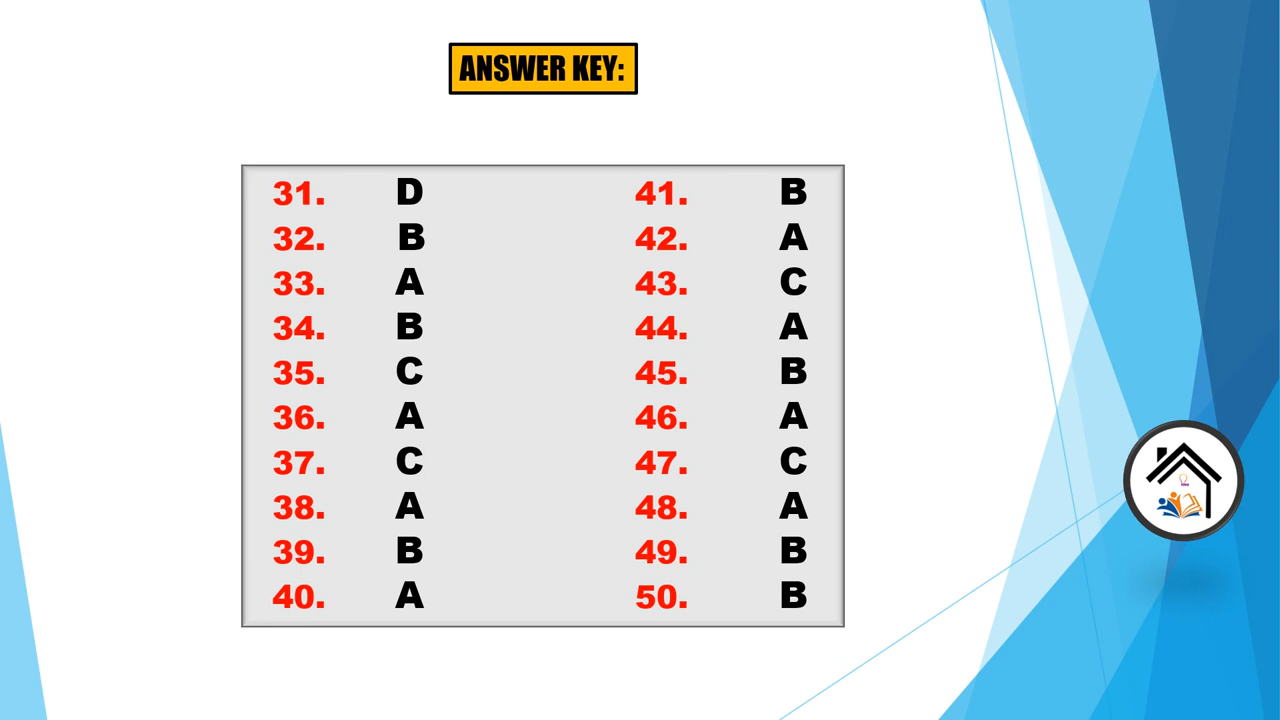 ANSWER KEY:
31. D 41. B
32. B 42. A
33. A 43. C
34. B 44. A
35. C 45. B
36. A 46. A
37. C 47. C
38. A 48. A
39. B 49. B
40. A 50. B